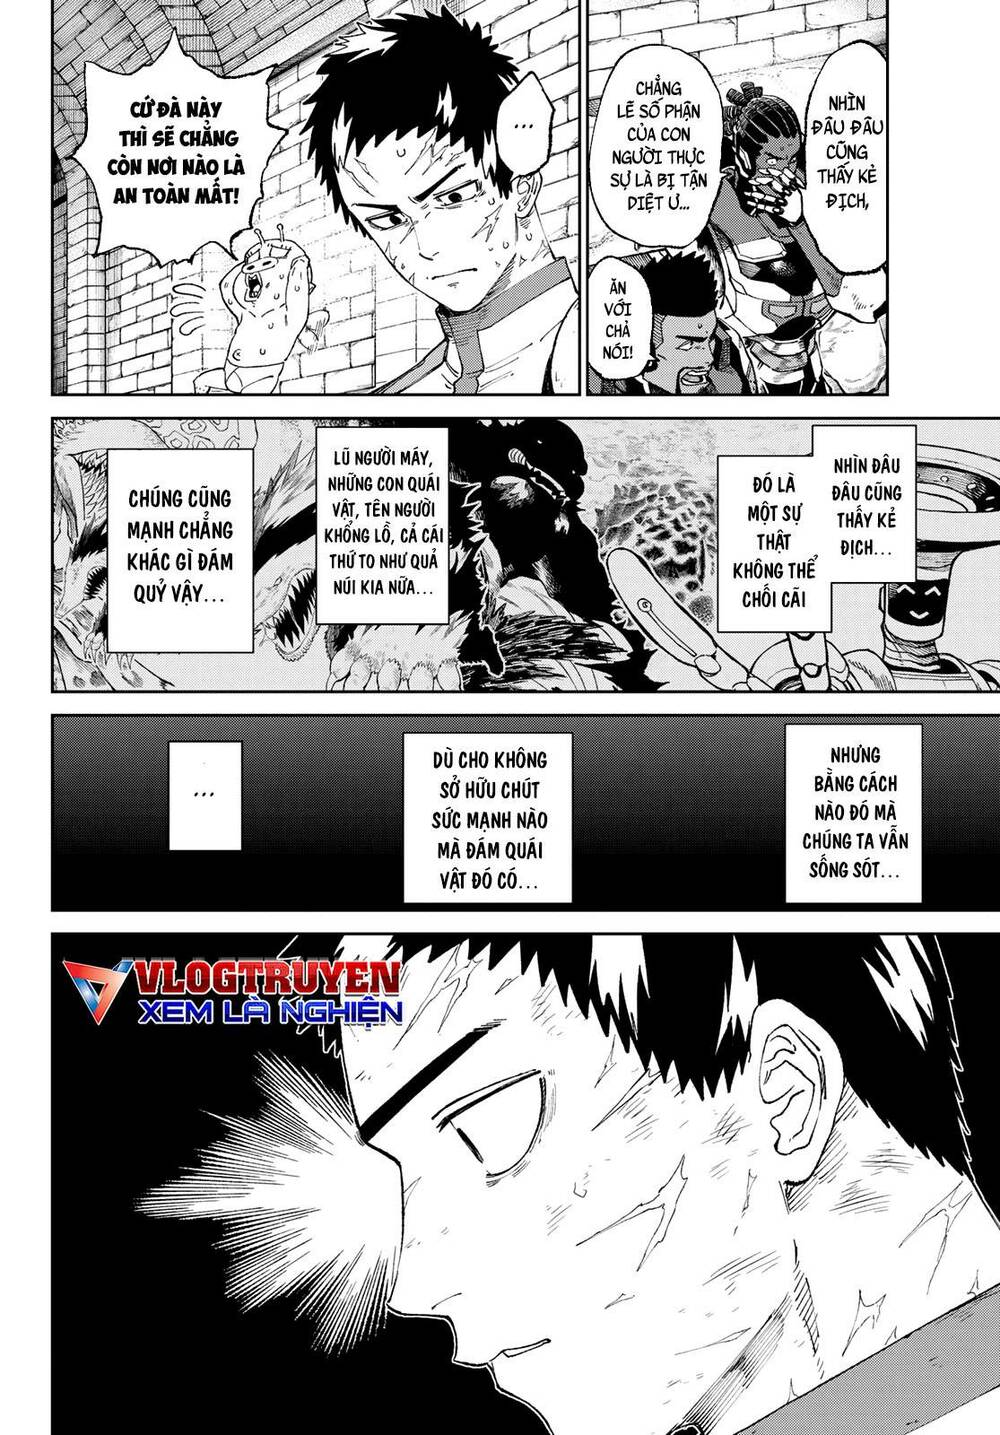 NHÌN
ĐÂU ĐÂU
CŨNG
THẤY KẺ
ĐỊCH,
CHẲNG
LẼ SỐ PHẬN
CỦA CON
NGƯỜI THỰC
SỰ LÀ BỊ TẬN
DIỆT Ư...
ĂN
VỚI
CHẢ
NÓI!
...
CỨ ĐÀ NÀY
THÌ SẼ CHẲNG
CÒN NƠI NÀO LÀ
AN TOÀN MẤT!
NHÌN ĐÂU
ĐÂU CŨNG
THẤY KẺ
ĐỊCH...
ĐÓ LÀ
MỘT SỰ
THẬT
KHÔNG THỂ
CHỐI CÃI
LŨ NGƯỜI MÁY,
NHỮNG CON QUÁI
VẬT, TÊN NGƯỜI
KHỔNG LỒ, CẢ CÁI
THỨ TO NHƯ QUẢ
NÚI KIA NỮA...
CHÚNG CŨNG
MẠNH CHẲNG
KHÁC GÌ ĐÁM
QUỶ VẬY...
NHƯNG
BẰNG CÁCH
NÀO ĐÓ MÀ
CHÚNG TA VẪN
SỐNG SÓT...
DÙ CHO KHÔNG
SỞ HỮU CHÚT
SỨC MẠNH NÀO
MÀ ĐÁM QUÁI
VẬT ĐÓ CÓ...
...
VLOGTRUYEN
XEM LÀ NGHIỆN